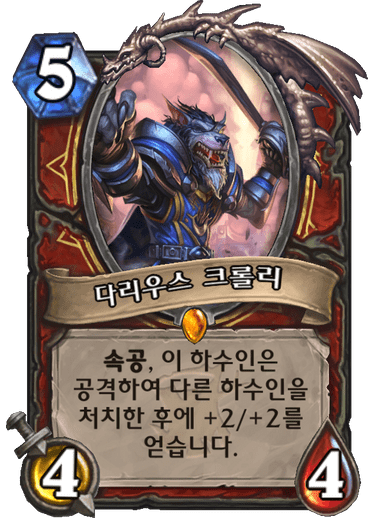 5
다리우스 크롤리
속공, 이 하수인은
공격하여 다른 하수인을
처치한 후에 +2/+2를
얻습니다.
4
4